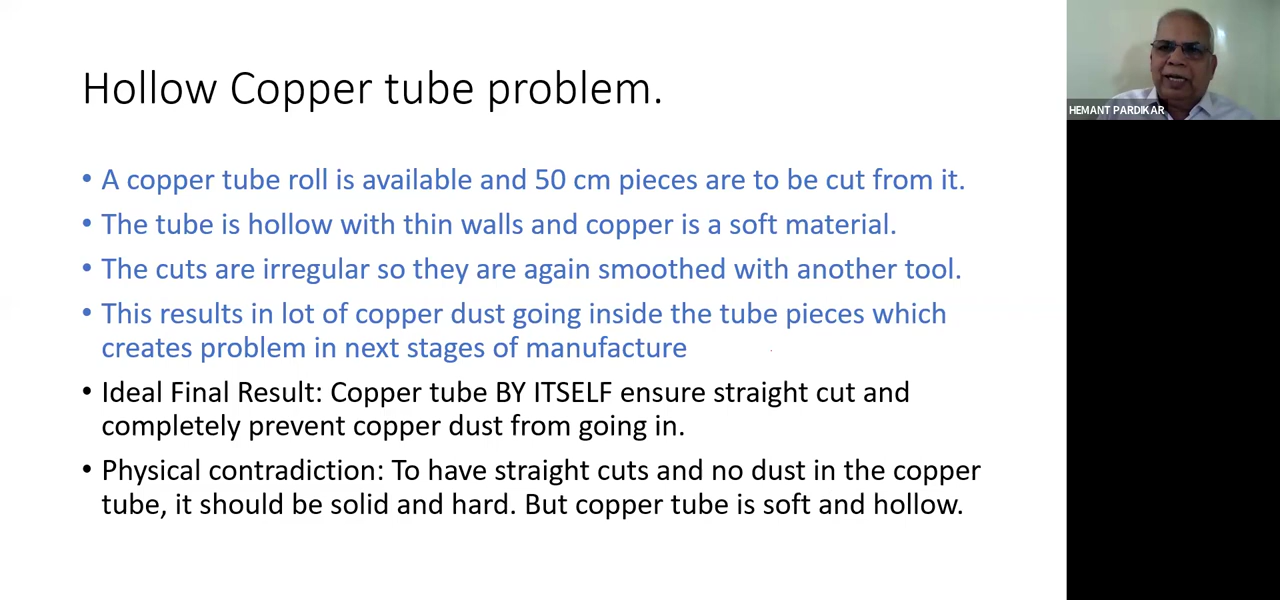 Hollow Copper tube problem.
• A copper tube roll is available and 50 cm pieces are to be cut from it.
• The tube is hollow with thin walls and copper is a soft material.
• The cuts are irregular so they are again smoothed with another tool.
• This results in lot of copper dust going inside the tube pieces which
creates problem in next stages of manufacture
• Ideal Final Result: Copper tube BY ITSELF ensure straight cut and
completely prevent copper dust from going in.
• Physical contradiction: To have straight cuts and no dust in the copper
tube, it should be solid and hard. But copper tube is soft and hollow.
HEMANT PARDIKAR